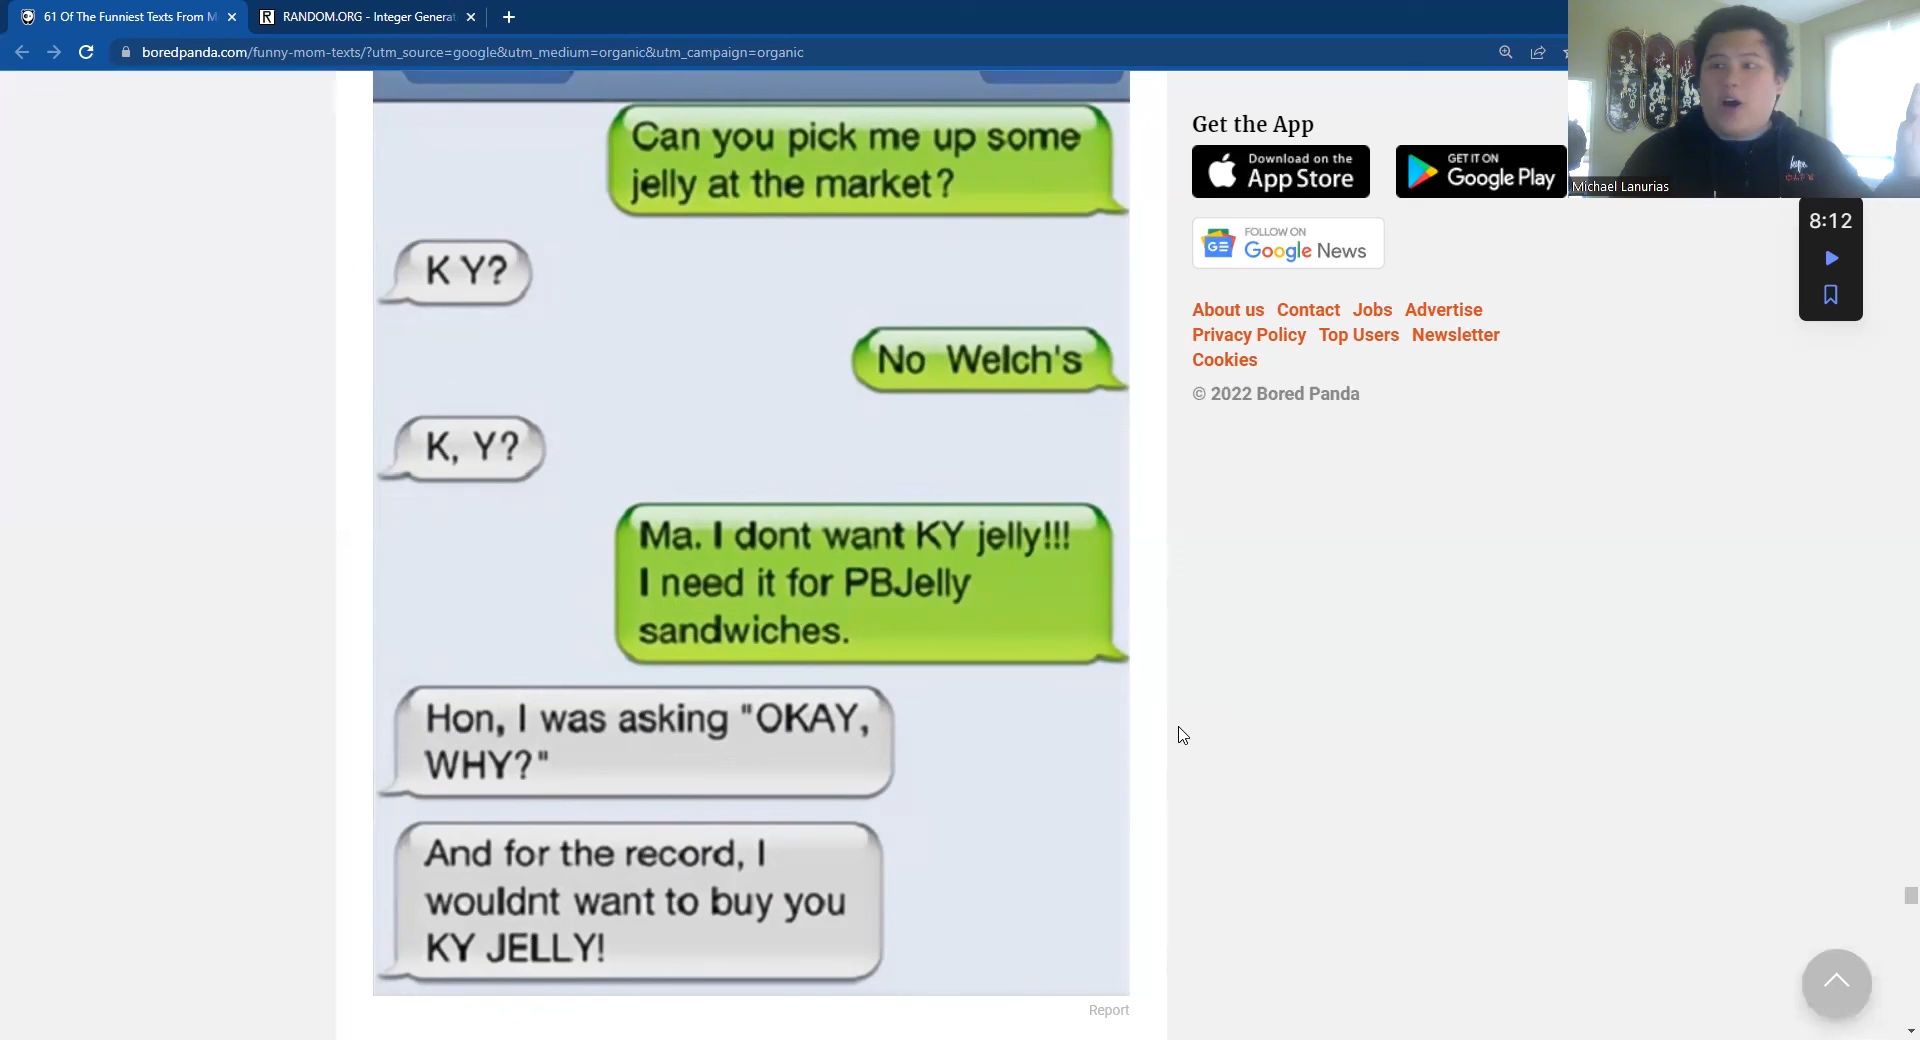 61 Of The Funniest Texts From M
RANDOM.ORG - Integer Generat
boredpanda.com/funny-mom-texts/?utm_source=google&utm_medium=organic&utm_campaign=organic
Can you pick me up some
jelly at the market?
K Y?
No Welch's
K, Y?
Ma. I dont want KY jelly!!!
I need it for PBJelly
sandwiches.
Hon, I was asking "OKAY,
WHY?"
And for the record, I
wouldnt want to buy you
KY JELLY!
Report
Get the App
Download on the
App Store
GET IT ON
Google Play
GE
FOLLOW ON
Google News
About us Contact Jobs Advertise
Privacy Policy Top Users Newsletter
Cookies
© 2022 Bored Panda
Michael Lanurias
8:12